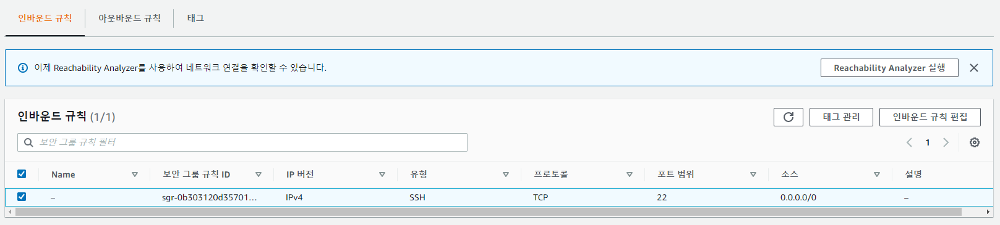 인바운드 규칙 아웃바운드 규칙 태그
이제 Reachability Analyzer를 사용하여 네트워크 연결을 확인할 수 있습니다. Reachability Analyzer 실행
인바운드 규칙 (1/1) 태그 관리 인바운드 규칙 편집
보안 그룹 규칙 필터 1
Name 보안 그룹 규칙 ID IP 버전 유형 프로토콜 포트 범위 소스 설명
– sgr-0b303120d35701... IPv4 SSH TCP 22 0.0.0.0/0 –